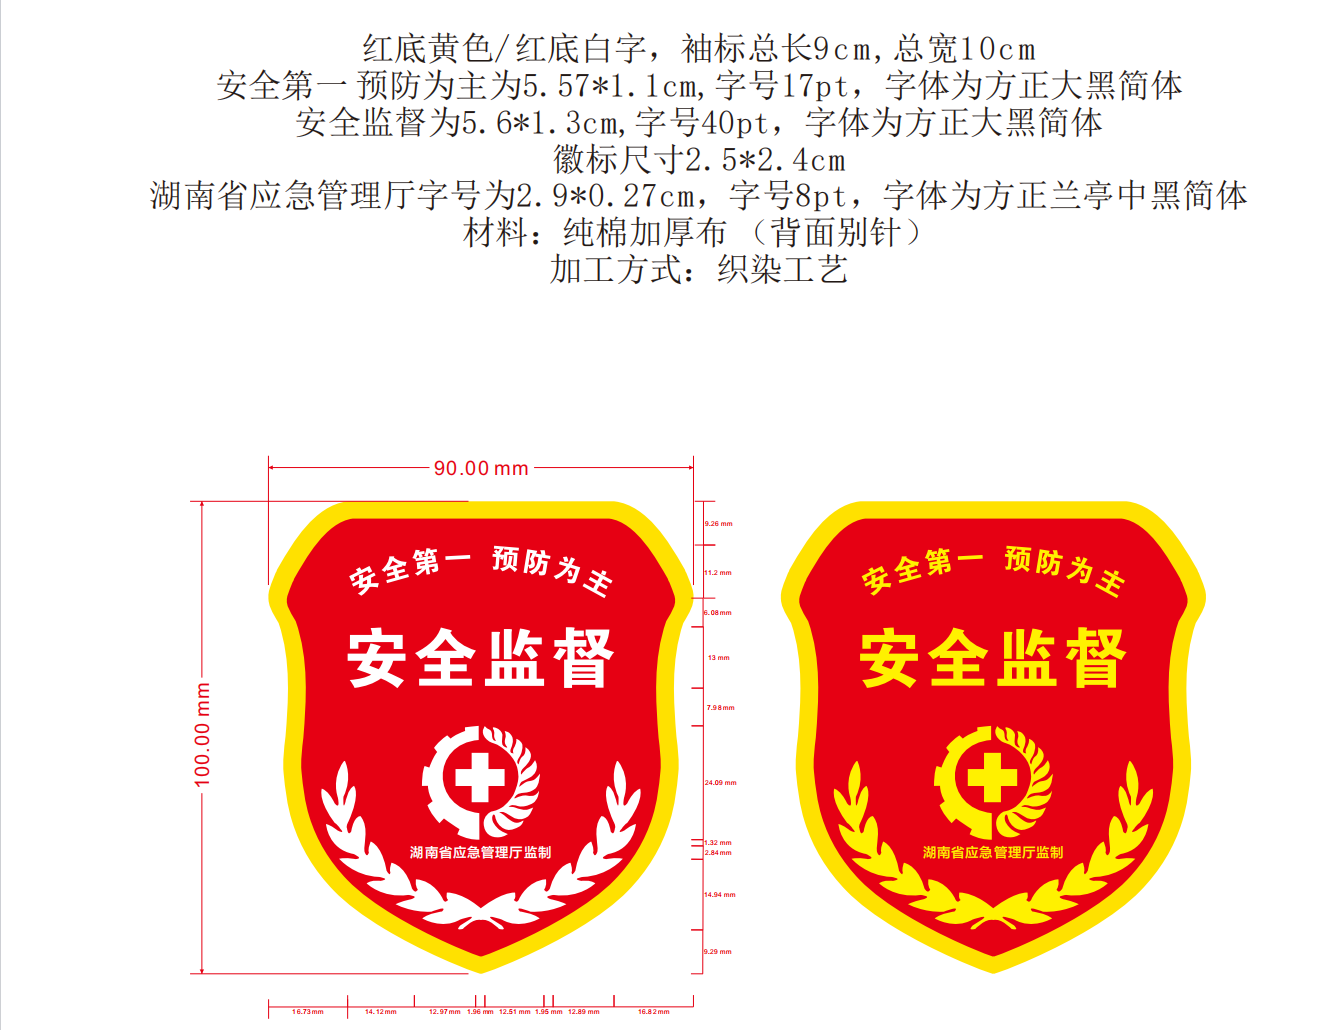 红底黄色/红底白字，袖标总长9cm,总宽10cm
安全第一 预防为主为5.57*1.1cm,字号17pt，字体为方正大黑简体
安全监督为5.6*1.3cm,字号40pt，字体为方正大黑简体
徽标尺寸2.5*2.4cm
湖南省应急管理厅字号为2.9*0.27cm，字号8pt，字体为方正兰亭中黑简体
材料：纯棉加厚布（背面别针）
加工方式：织染工艺
90.00 mm
100.00 mm
安全第一 预防为主
安全监督
湖南省应急管理厅监制
9.26 mm
11.2 mm
6.08mm
13 mm
7.98mm
24.09 mm
1.32 mm
2.84mm
14.94 mm
9.29 mm
16.73mm
14.12mm
12.97mm
1.96 mm
12.51 mm
1.95 mm
12.89 mm
16.82mm
安全第一 预防为主
安全监督
湖南省应急管理厅监制